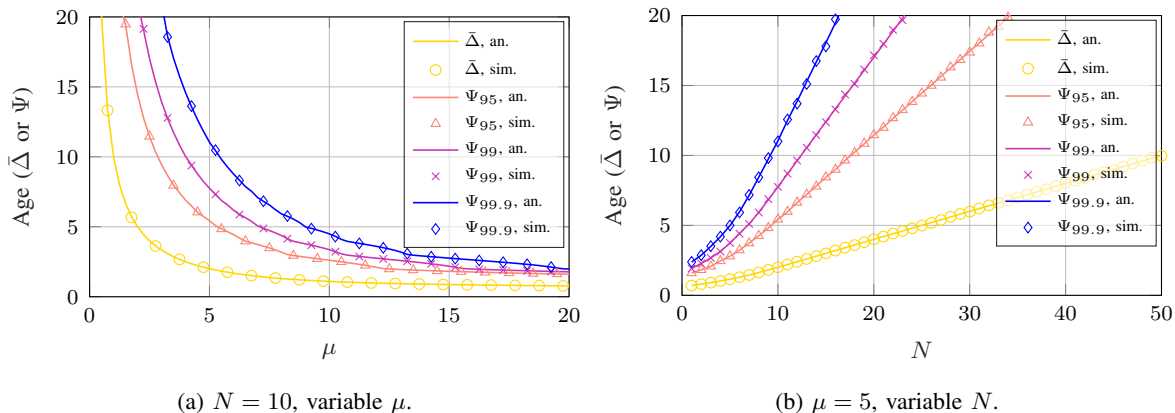 20
15
10
5
0
Age (Δ̄ or Ψ̄)
0 5 10 15 20
μ
Δ̄, an.
Δ̄, sim.
Ψ95, an.
Ψ95, sim.
Ψ99, an.
Ψ99, sim.
Ψ99.9, an.
Ψ99.9, sim.
(a) N = 10, variable μ.
20
15
10
5
0
Age (Δ̄ or Ψ)
0 10 20 30 40 50
N
Δ̄, an.
Δ̄, sim.
Ψ95, an.
Ψ95, sim.
Ψ99, an.
Ψ99, sim.
Ψ99.9, an.
Ψ99.9, sim.
(b) μ = 5, variable N.